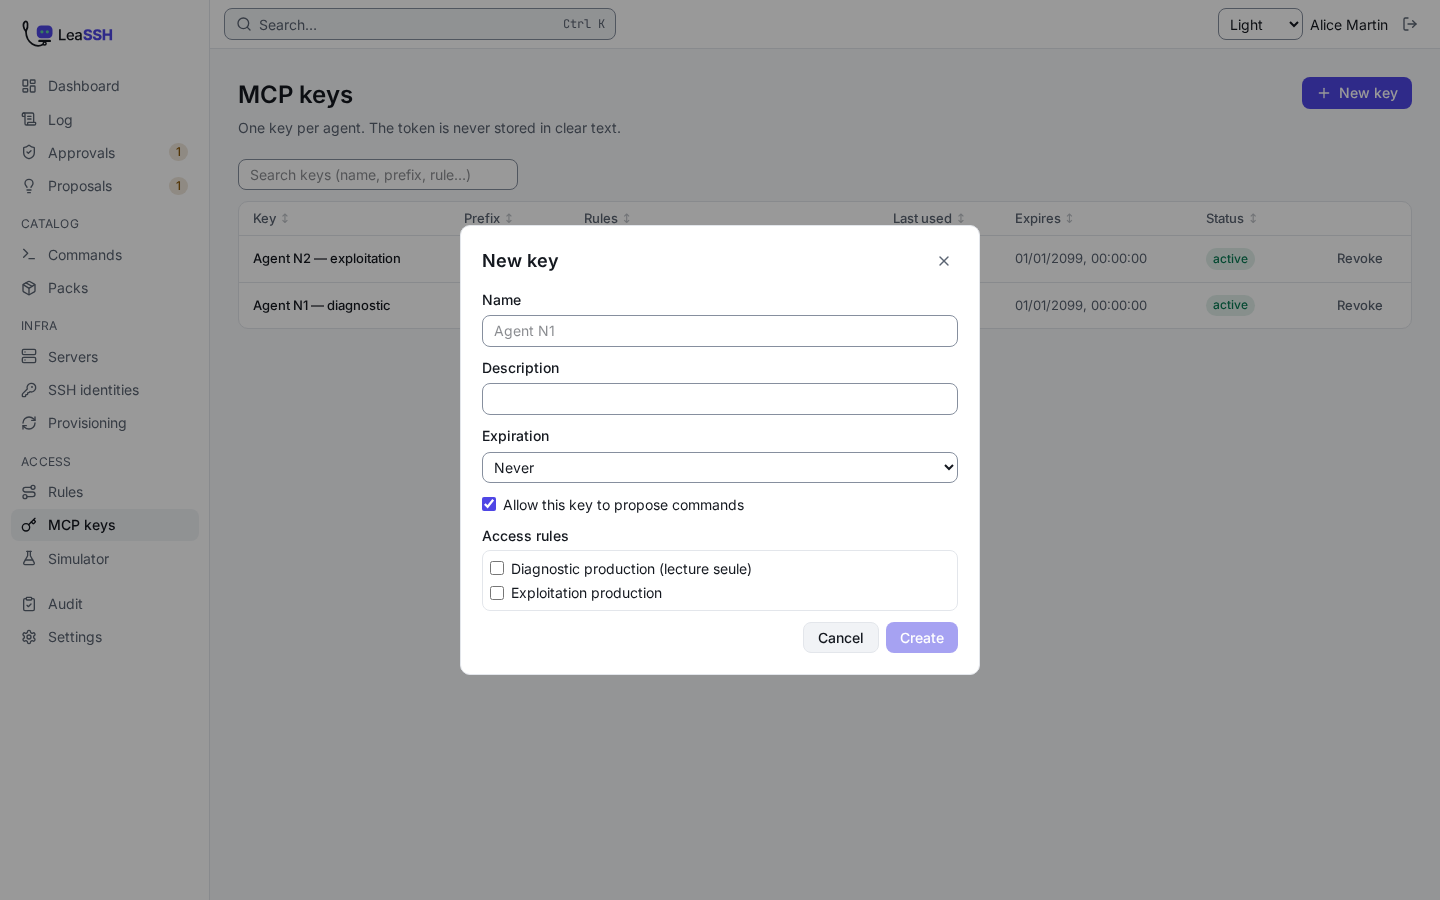 LeaSSH
Search...
Ctrl K
Light
Alice Martin
Dashboard
Log
Approvals 1
Proposals 1
CATALOG
Commands
Packs
INFRA
Servers
SSH identities
Provisioning
ACCESS
Rules
MCP keys
Simulator
Audit
Settings
MCP keys
New key
One key per agent. The token is never stored in clear text.
Search keys (name, prefix, rule...)
Key Prefix Rules Last used Expires Status
Agent N2 — exploitation 01/01/2099, 00:00:00 active Revoke
Agent N1 — diagnostic 01/01/2099, 00:00:00 active Revoke
New key
Name
Agent N1
Description
Expiration
Never
Allow this key to propose commands
Access rules
Diagnostic production (lecture seule)
Exploitation production
Cancel Create